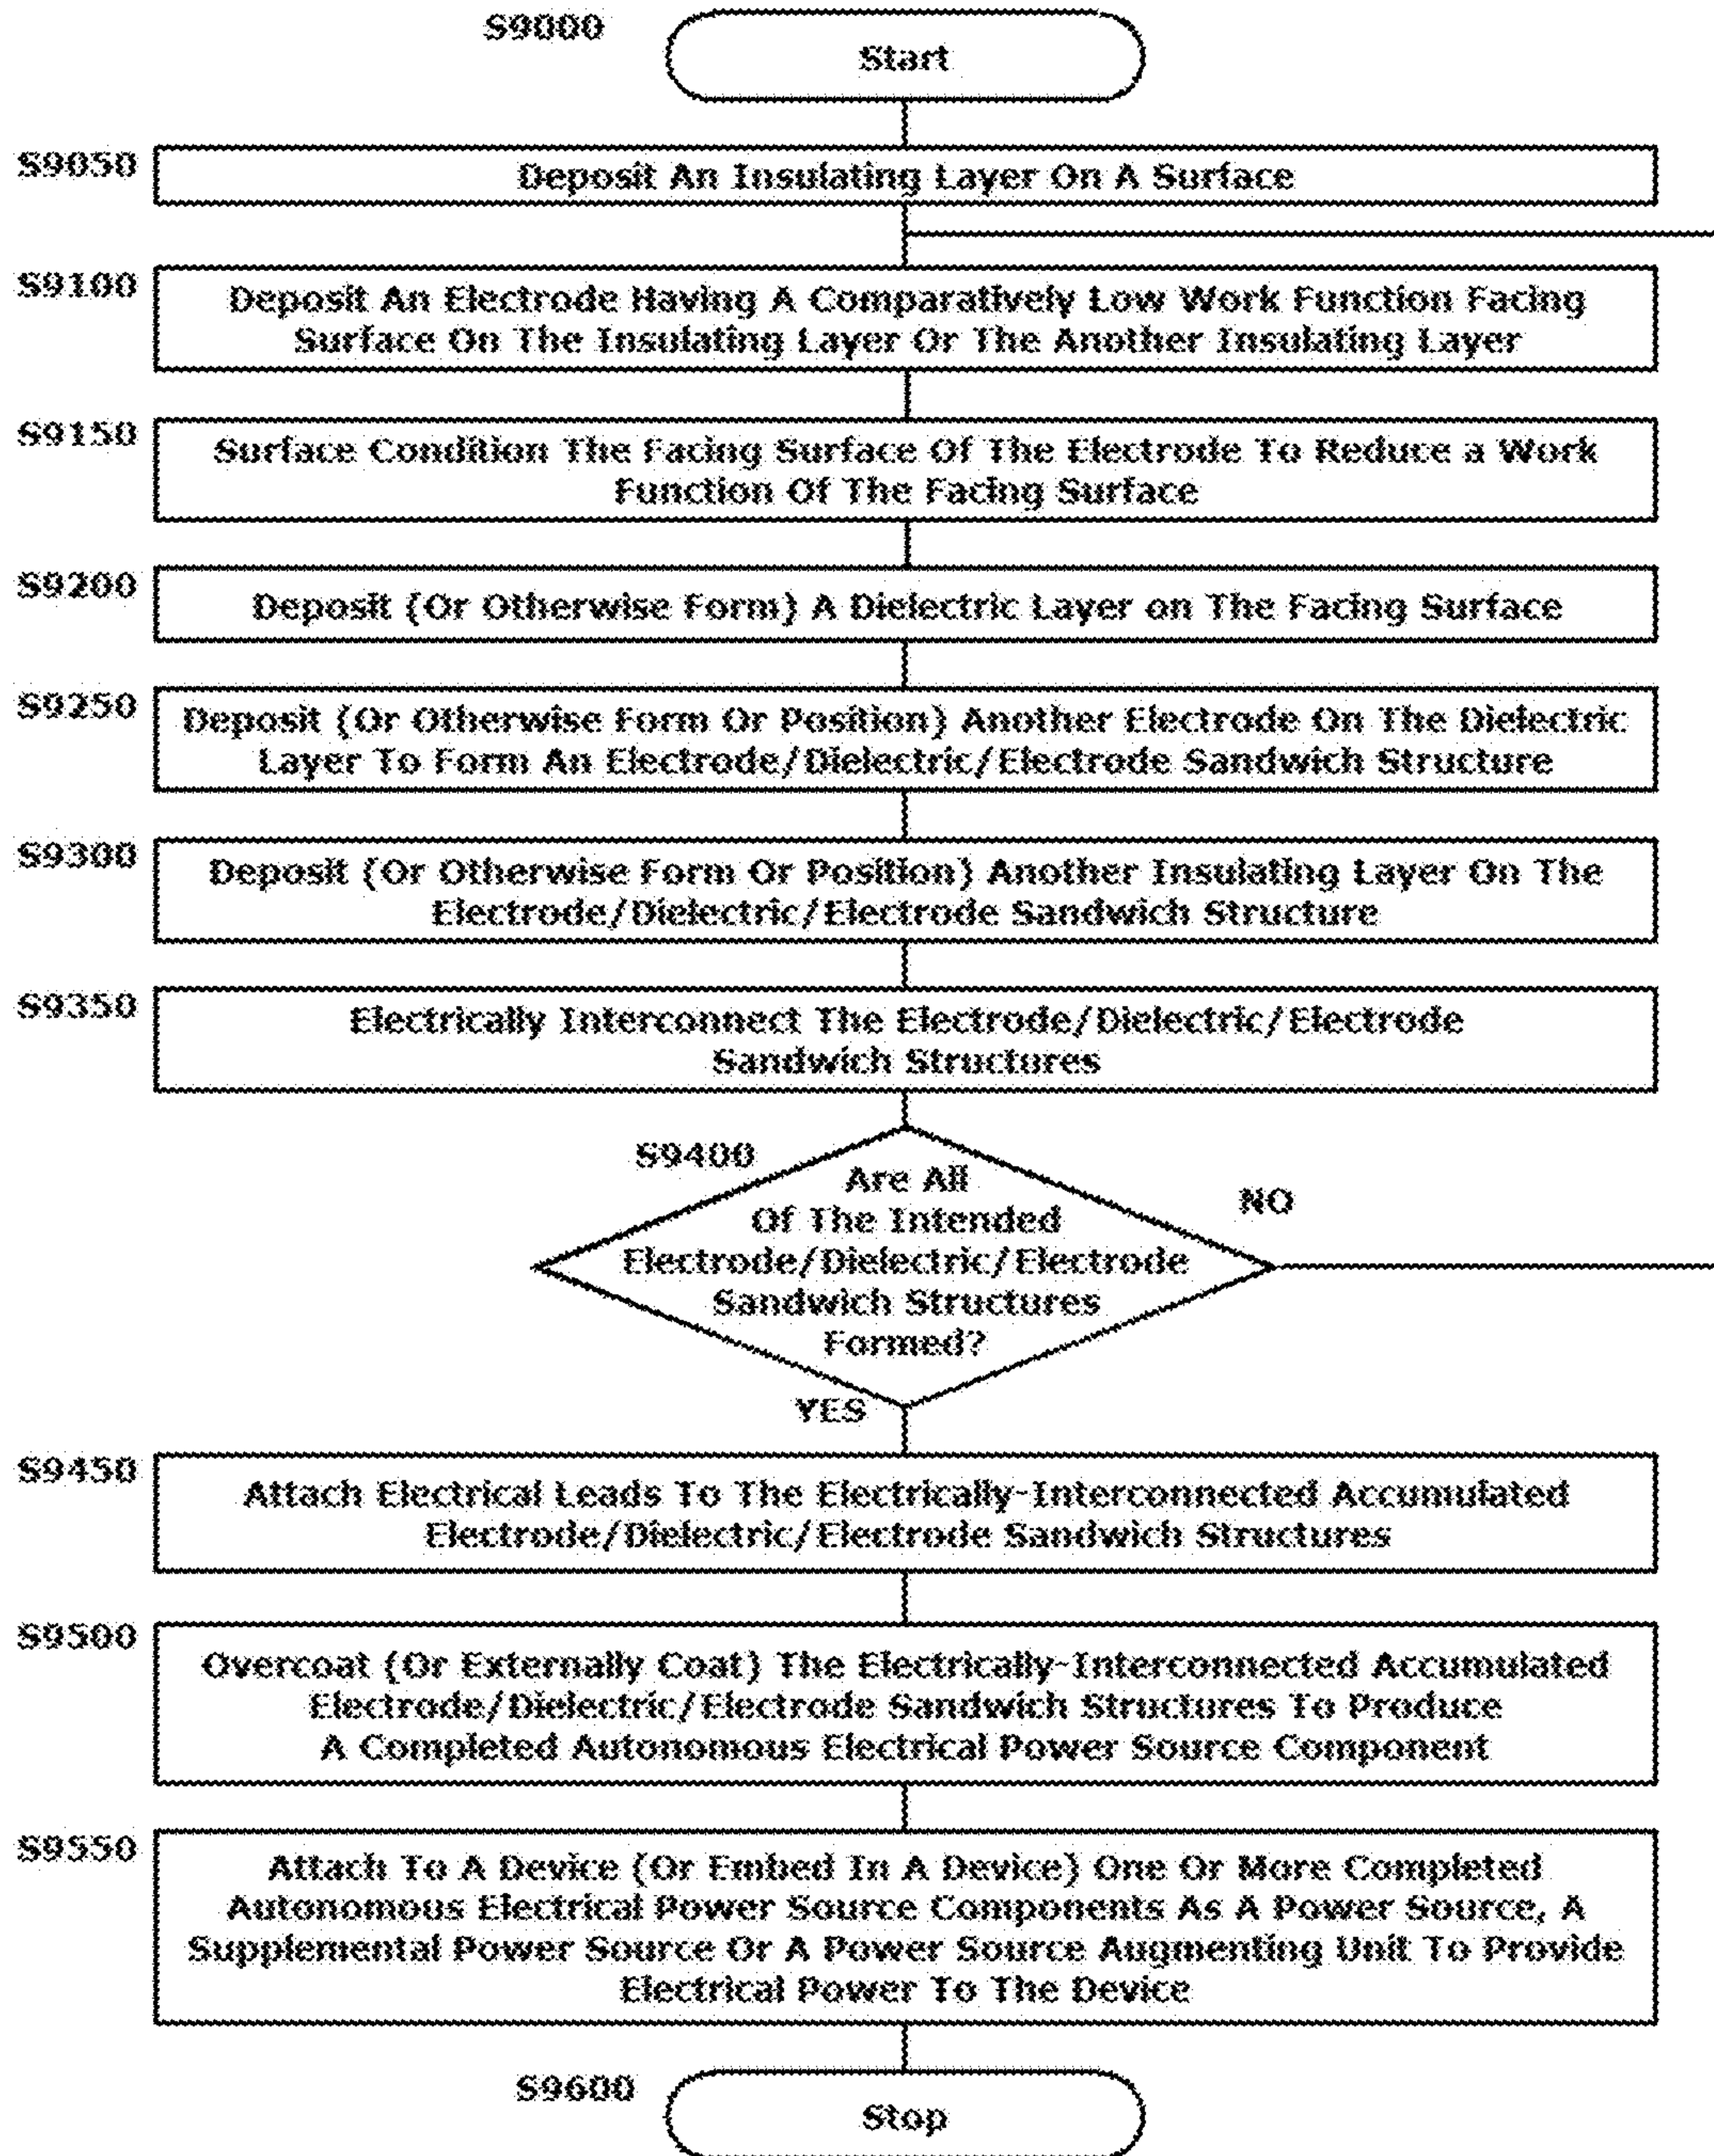 S9000
Start
S9050
Deposit An Insulating Layer On A Surface
S9100
Deposit An Electrode Having A Comparatively Low Work Function Facing
Surface On The Insulating Layer Or The Another Insulating Layer
S9150
Surface Condition The Facing Surface Of The Electrode To Reduce a Work
Function Of The Facing Surface
S9200
Deposit (Or Otherwise Form) A Dielectric Layer on The Facing Surface
S9250
Deposit (Or Otherwise Form Or Position) Another Electrode On The Dielectric
Layer To Form An Electrode/Dielectric/Electrode Sandwich Structure
S9300
Deposit (Or Otherwise Form Or Position) Another Insulating Layer On The
Electrode/Dielectric/Electrode Sandwich Structure
S9350
Electrically Interconnect The Electrode/Dielectric/Electrode
Sandwich Structures
S9400
Are All
Of The Intended
Electrode/Dielectric/Electrode
Sandwich Structures
Formed?
NO
YES
S9450
Attach Electrical Leads To The Electrically-Interconnected Accumulated
Electrode/Dielectric/Electrode Sandwich Structures
S9500
Overcoat (Or Externally Coat) The Electrically-Interconnected Accumulated
Electrode/Dielectric/Electrode Sandwich Structures To Produce
A Completed Autonomous Electrical Power Source Component
S9550
Attach To A Device (Or Embed In A Device) One Or More Completed
Autonomous Electrical Power Source Components As A Power Source, A
Supplemental Power Source Or A Power Source Augmenting Unit To Provide
Electrical Power To The Device
S9600
Stop